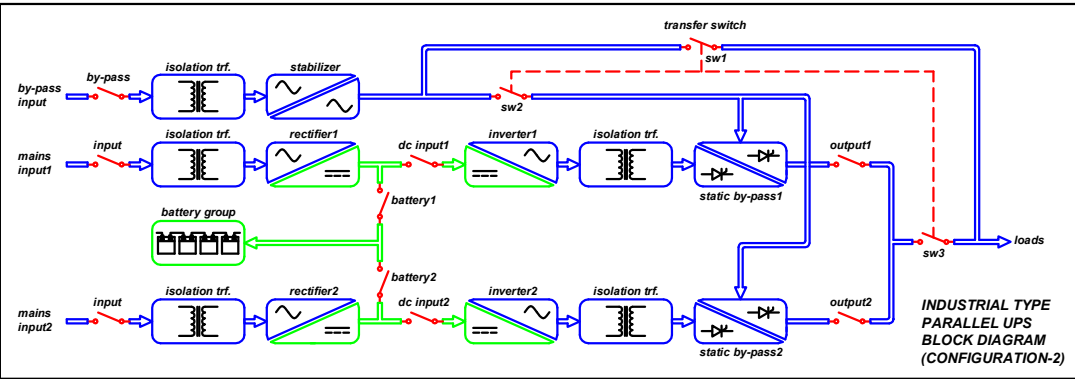 transfer switch
sw1
by-pass
input
by-pass
isolation trf.
stabilizer
sw2
mains
input1
input
isolation trf.
rectifier1
dc input1
inverter1
isolation trf.
static by-pass1
output1
battery1
battery group
battery2
sw3
loads
mains
input2
input
isolation trf.
rectifier2
dc input2
inverter2
isolation trf.
static by-pass2
output2
INDUSTRIAL TYPE
PARALLEL UPS
BLOCK DIAGRAM
(CONFIGURATION-2)